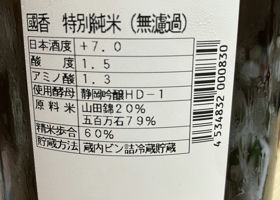 國香 特別純米(無濾過)
日本酒度 +7.0
酸度 1.5
アミノ酸 1.3
使用酵母 静岡吟醸HD-1
原料米 山田錦20%
五百万石79%
精米歩合 60%
貯蔵方法 蔵内ビン詰冷蔵貯蔵
4 534832 000830